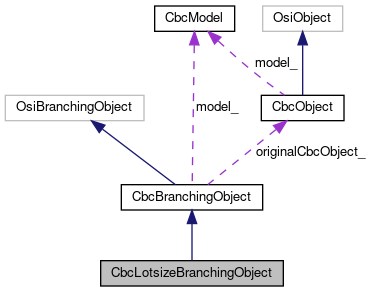 CbcModel
OsiObject
model_
OsiBranchingObject
model_
CbcObject
originalCbcObject_
CbcBranchingObject
CbcLotsizeBranchingObject